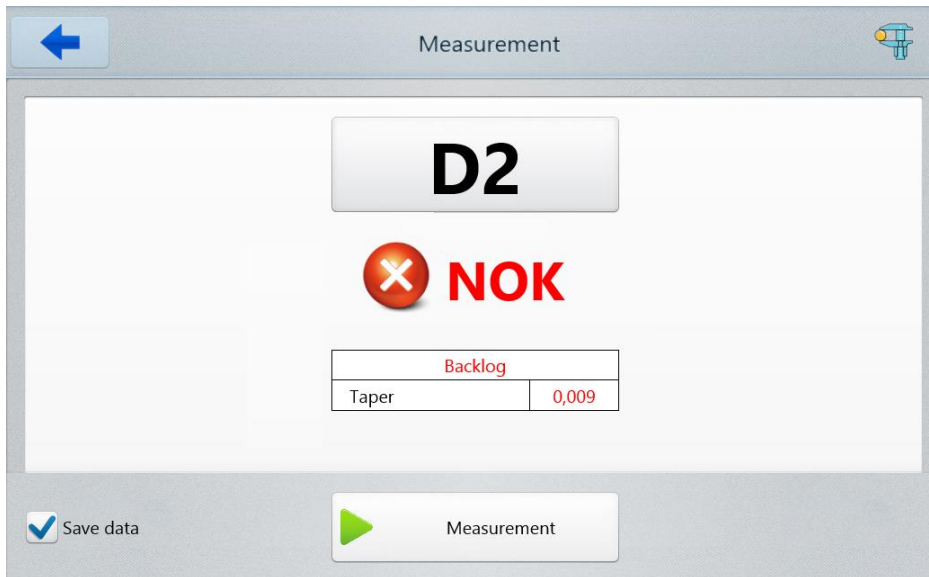 Measurement
D2
NOK
Backlog
Taper 0,009
Save data
Measurement